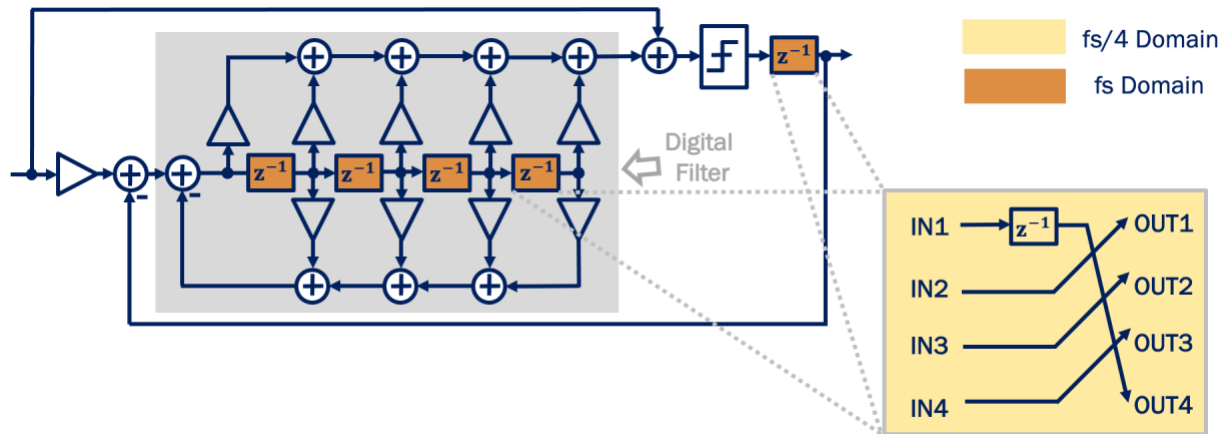 fs/4 Domain
fs Domain
z⁻¹
Digital
Filter
z⁻¹ z⁻¹ z⁻¹ z⁻¹
- -
IN1 z⁻¹ OUT1
IN2 OUT2
IN3 OUT3
IN4 OUT4